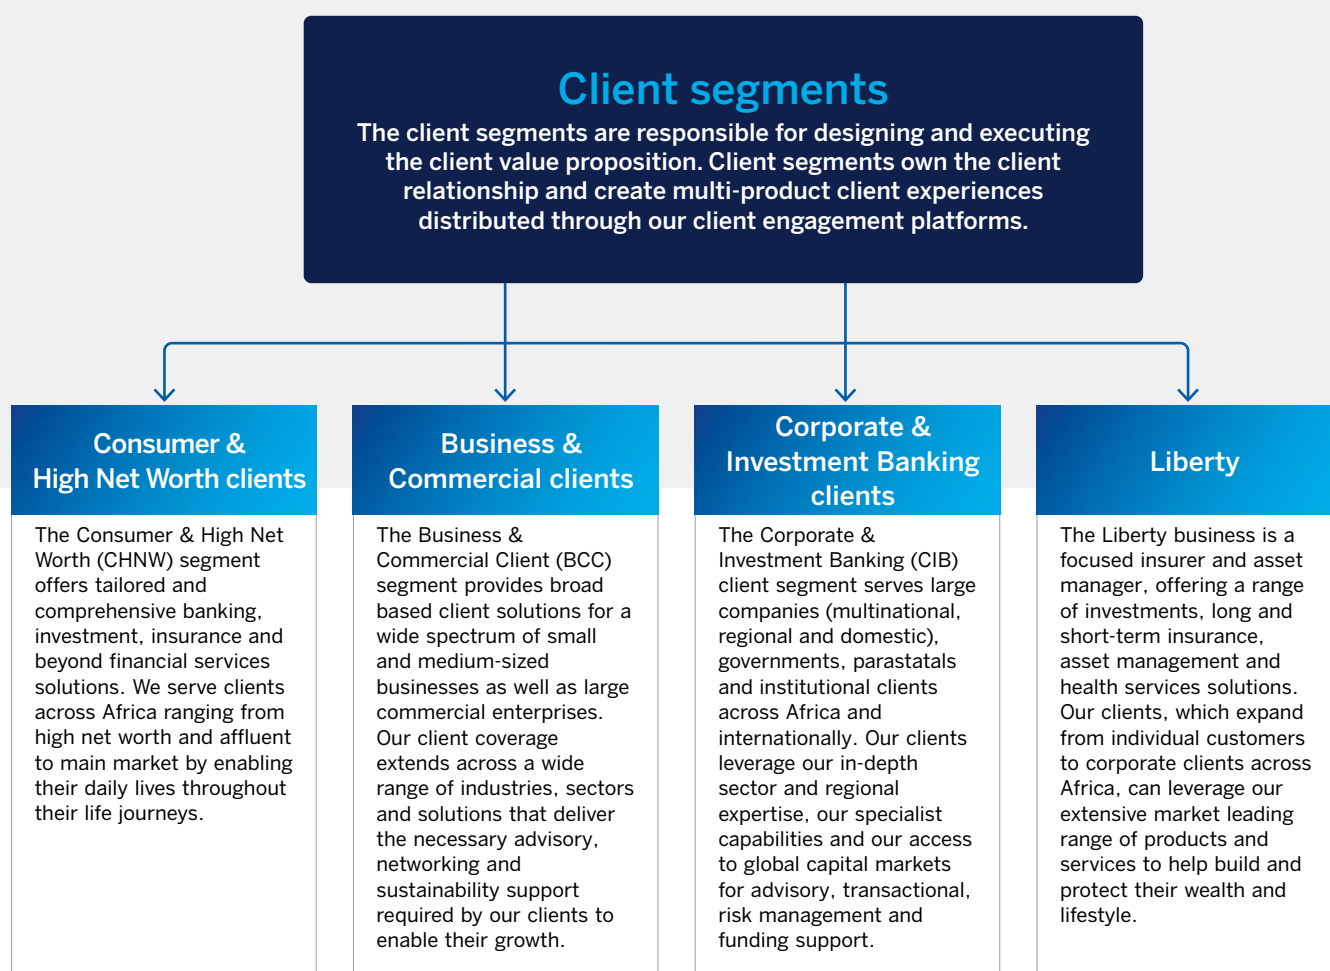 Client segments
The client segments are responsible for designing and executing
the client value proposition. Client segments own the client
relationship and create multi-product client experiences
distributed through our client engagement platforms.
Consumer &
High Net Worth clients
The Consumer & High Net
Worth (CHNW) segment
offers tailored and
comprehensive banking,
investment, insurance and
beyond financial services
solutions. We serve clients
across Africa ranging from
high net worth and affluent
to main market by enabling
their daily lives throughout
their life journeys.
Business &
Commercial clients
The Business &
Commercial Client (BCC)
segment provides broad
based client solutions for a
wide spectrum of small
and medium-sized
businesses as well as large
commercial enterprises.
Our client coverage
extends across a wide
range of industries, sectors
and solutions that deliver
the necessary advisory,
networking and
sustainability support
required by our clients to
enable their growth.
Corporate &
Investment Banking
clients
The Corporate &
Investment Banking (CIB)
client segment serves large
companies (multinational,
regional and domestic),
governments, parastatals
and institutional clients
across Africa and
internationally. Our clients
leverage our in-depth
sector and regional
expertise, our specialist
capabilities and our access
to global capital markets
for advisory, transactional,
risk management and
funding support.
Liberty
The Liberty business is a
focused insurer and asset
manager, offering a range
of investments, long and
short-term insurance,
asset management and
health services solutions.
Our clients, which expand
from individual customers
to corporate clients across
Africa, can leverage our
extensive market leading
range of products and
services to help build and
protect their wealth and
lifestyle.